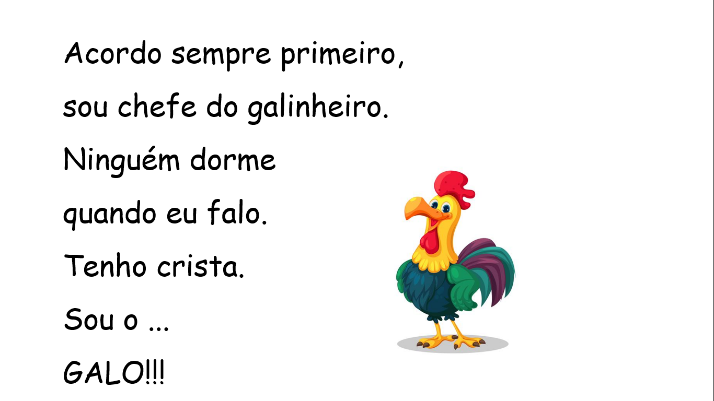 Acordo sempre primeiro,
sou chefe do galinheiro.
Ninguém dorme
quando eu falo.
Tenho crista.
Sou o ...
GALO!!!